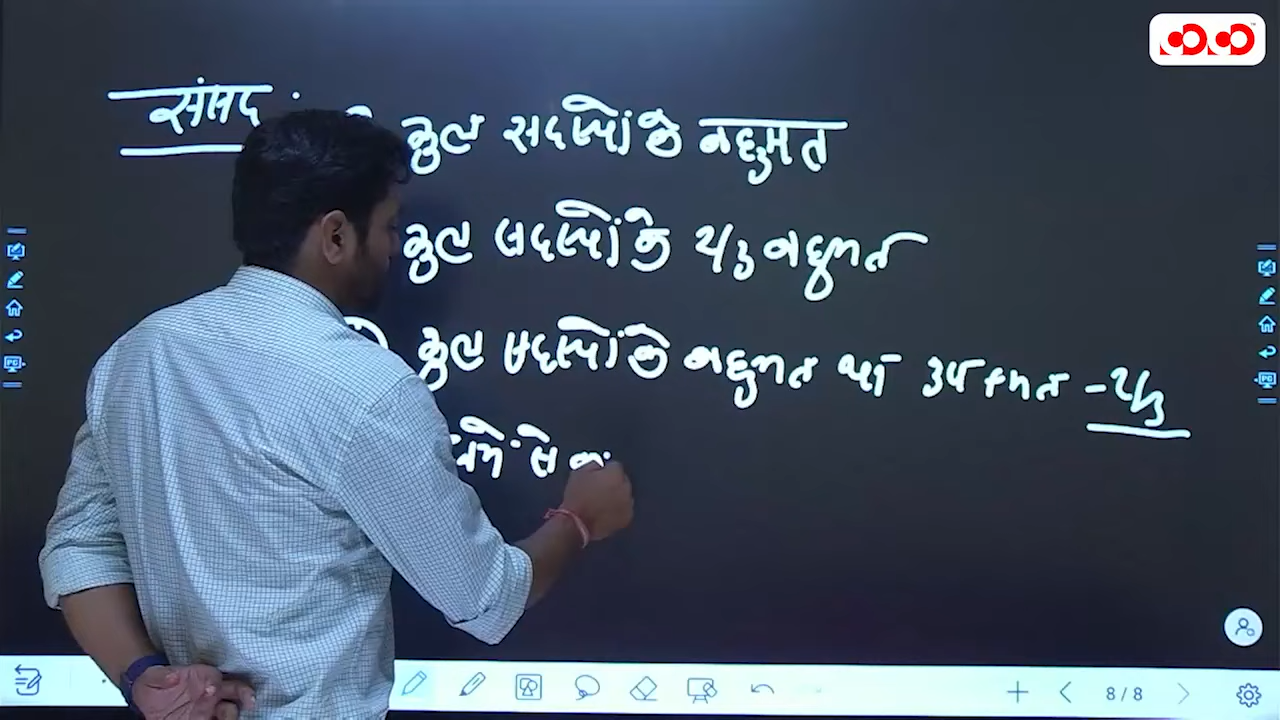 संसद
कुल सदस्यों के बहुमत
कुल सदस्यों के 2/3 बहुमत
कुल सदस्यों के बहुमत या उपस्थित - 2/3
में से
8 / 8